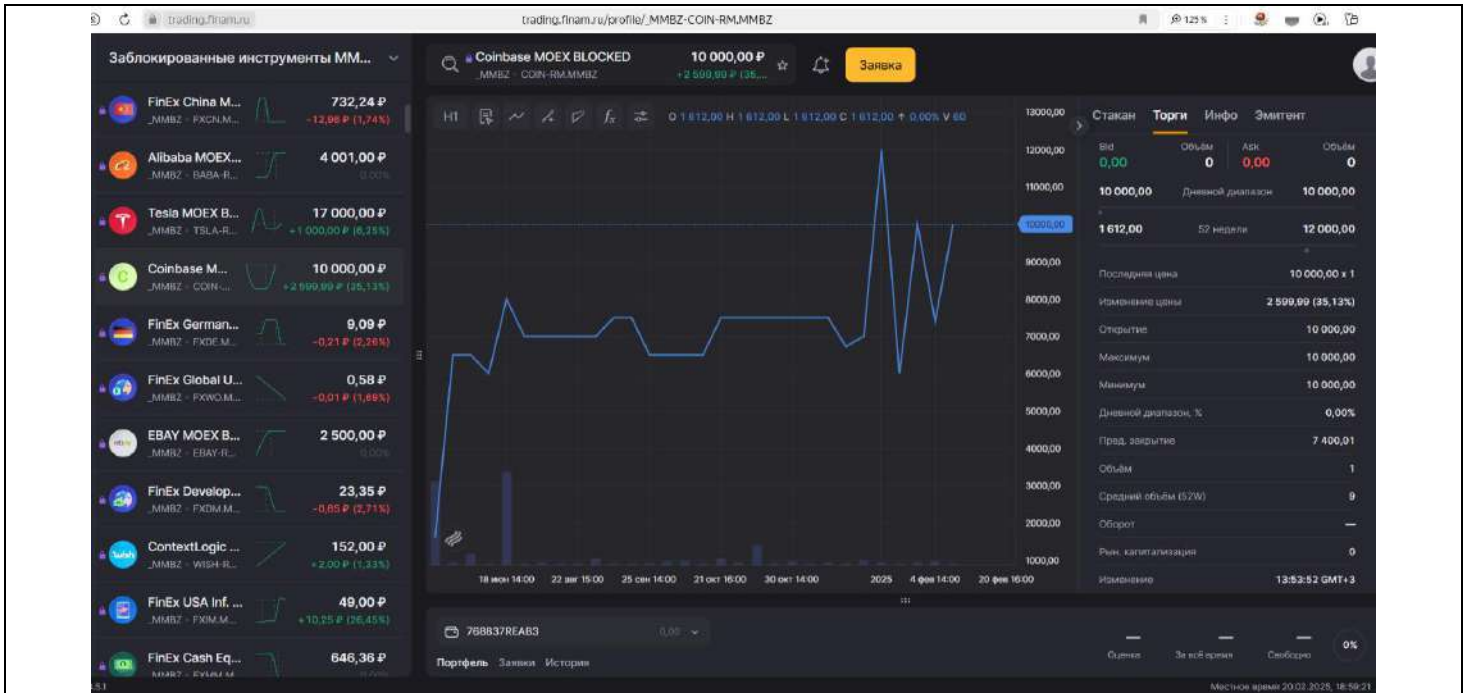 trading.finam.ru
trading.finam.ru/profile/_MMBZ-COIN-RM.MMBZ
125 %
Заблокированные инструменты ММ...
FinEx China M...
732,24 ₽
_MMBZ - FXCN.M...
-12,96 ₽ (1,74%)
Alibaba MOEX...
4 001,00 ₽
_MMBZ - BABA-R...
0,00%
Tesla MOEX B...
17 000,00 ₽
_MMBZ - TSLA-R...
+1 000,00 ₽ (6,25%)
Coinbase M...
10 000,00 ₽
_MMBZ - COIN-...
+2 599,99 ₽ (35,13%)
FinEx German...
9,09 ₽
_MMBZ - FXDE.M...
-0,21 ₽ (2,26%)
FinEx Global U...
0,58 ₽
_MMBZ - FXWO.M...
-0,01 ₽ (1,69%)
EBAY MOEX B...
2 500,00 ₽
_MMBZ - EBAY-R...
0,00%
FinEx Develop...
23,35 ₽
_MMBZ - FXDM.M...
-0,65 ₽ (2,71%)
ContextLogic ...
152,00 ₽
_MMBZ - WISH-R...
+2,00 ₽ (1,33%)
FinEx USA Inf. ...
49,00 ₽
_MMBZ - FXIM.M...
+10,25 ₽ (26,45%)
FinEx Cash Eq...
646,36 ₽
_MMBZ - FXMM.M
Coinbase MOEX BLOCKED
10 000,00 ₽
_MMBZ - COIN-RM.MMBZ
+2 599,99 ₽ (35,...
Заявка
H1
O 1 612,00 H 1 612,00 L 1 612,00 C 1 612,00 ↑ 0,00% V 60
13000,00
12000,00
11000,00
10000,00
9000,00
8000,00
7000,00
6000,00
5000,00
4000,00
3000,00
2000,00
1000,00
18 июн 14:00 22 авг 15:00 25 сен 14:00 21 окт 16:00 30 окт 14:00 2025 4 фев 14:00 20 фев 16:00
768837REAB3
0,00
Портфель Заявки История
Оценка За всё время Свободно
0%
Стакан Торги Инфо Эмитент
Bid Объём Ask Объём
0,00 0 0,00 0
10 000,00 Дневной диапазон 10 000,00
1 612,00 52 недели 12 000,00
Последняя цена 10 000,00 x 1
Изменение цены 2 599,99 (35,13%)
Открытие 10 000,00
Максимум 10 000,00
Минимум 10 000,00
Дневной диапазон, % 0,00%
Пред. закрытие 7 400,01
Объём 1
Средний объём (52W) 9
Оборот —
Рын. капитализация 0
Изменение 13:53:52 GMT+3
Местное время 20.02.2025, 18:59:21